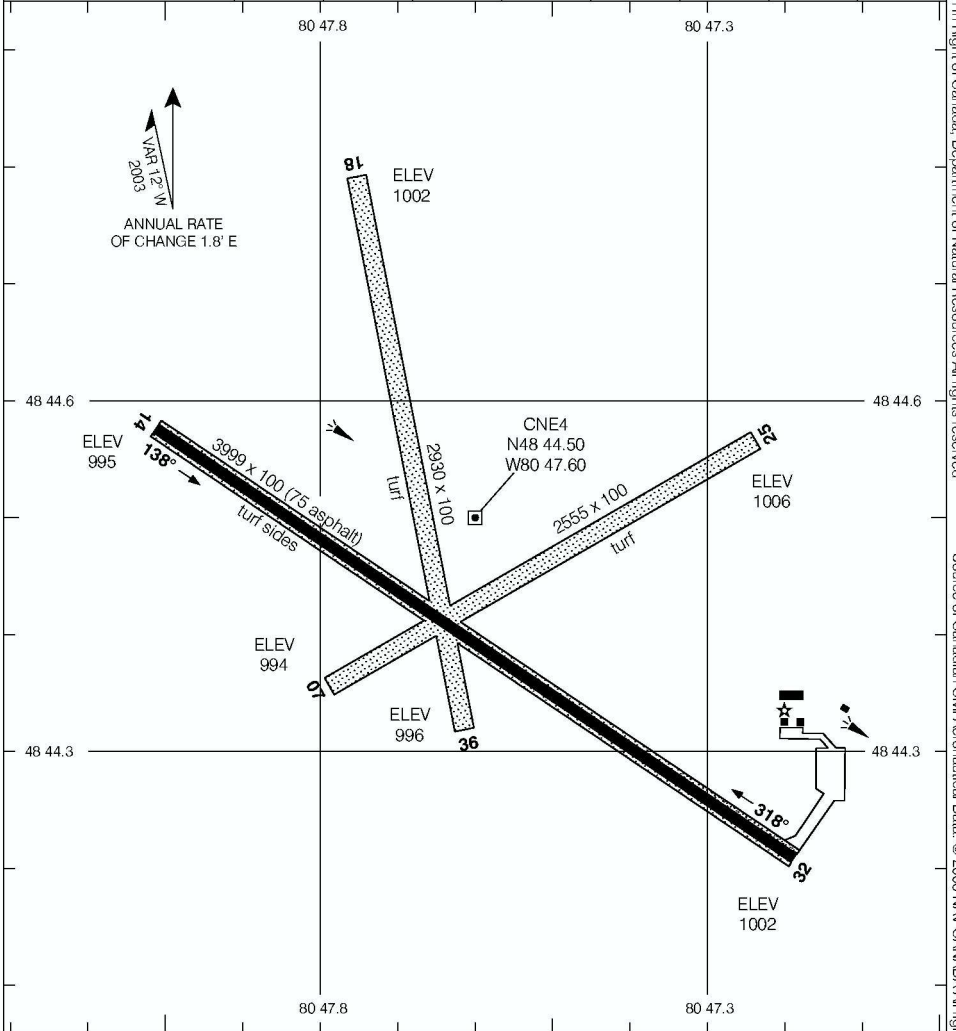 80 47.8
80 47.3
VAR 12° W
2003
ANNUAL RATE
OF CHANGE 1.8' E
18
ELEV
1002
48 44.6
48 44.6
14
ELEV
995
138°
3999 x 100 (75 asphalt)
turf sides
2930 x 100
turf
CNE4
N48 44.50
W80 47.60
25
ELEV
1006
2555 x 100
turf
ELEV
994
07
ELEV
996
36
48 44.3
48 44.3
318°
32
ELEV
1002
80 47.8
80 47.3